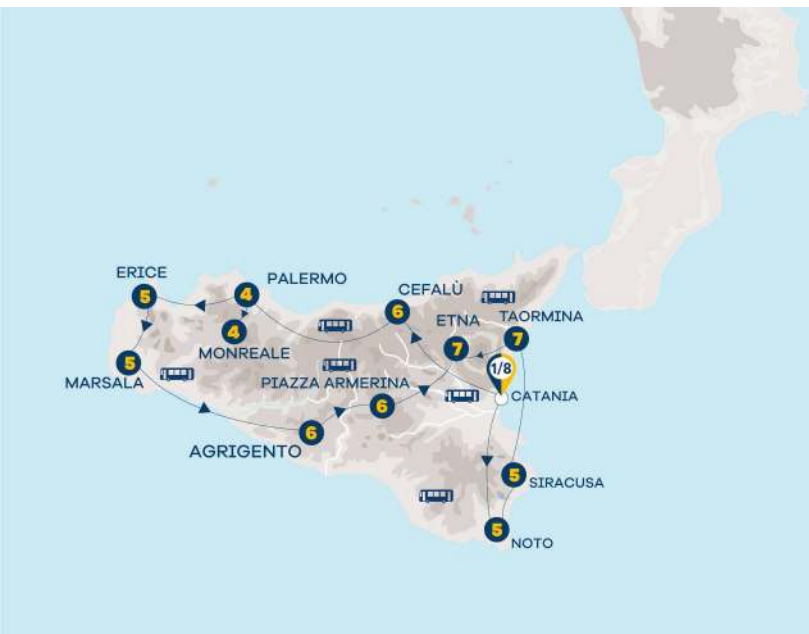 ERICE
5
4
PALERMO
CEFALÙ
6
ETNA
7
TAORMINA
7
4
MONREALE
5
MARSALA
PIAZZA ARMERINA
6
1/8
CATANIA
AGRIGENTO
6
5
SIRACUSA
5
NOTO